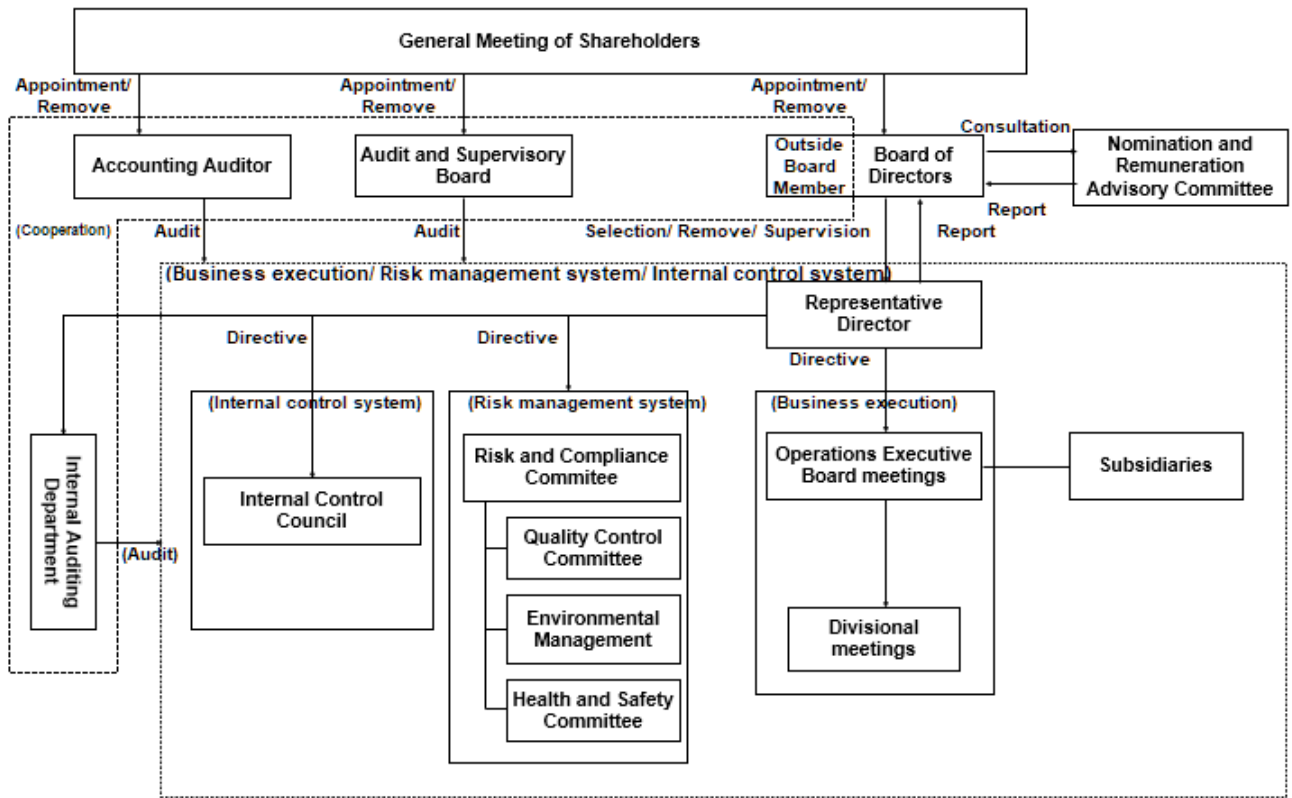 General Meeting of Shareholders
Appointment/
Remove
Appointment/
Remove
Appointment/
Remove
Accounting Auditor
Audit and Supervisory
Board
Outside
Board
Member
Board of
Directors
Consultation
Nomination and
Remuneration
Advisory Committee
Report
(Cooperation)
Audit
Audit
Selection/ Remove/ Supervision
Report
(Business execution/ Risk management system/ Internal control system)
Representative
Director
Directive
Directive
Directive
(Internal control system)
(Risk management system)
(Business execution)
Internal Auditing
Department
(Audit)
Internal Control
Council
Risk and Compliance
Commitee
Quality Control
Committee
Environmental
Management
Health and Safety
Committee
Operations Executive
Board meetings
Subsidiaries
Divisional
meetings